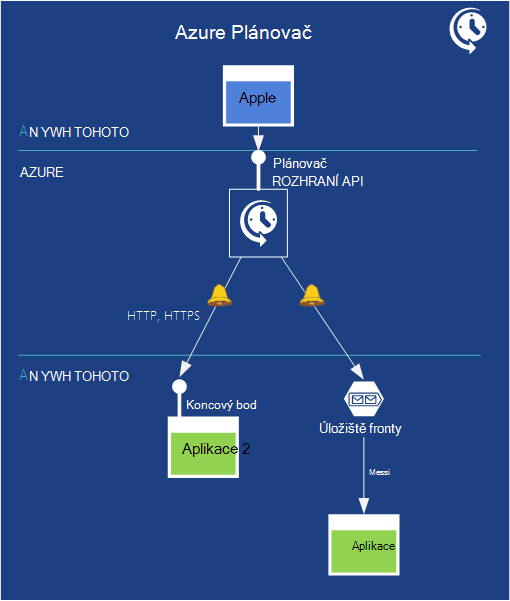 Azure Plánovač
Apple
AN YWH TOHOTO
Plánovač
AZURE
ROZHRANÍ API
HTTP, HTTPS
AN YWH TOHOTO
Koncový bod
Úložiště fronty
Aplikace 2
Messi
Aplikace